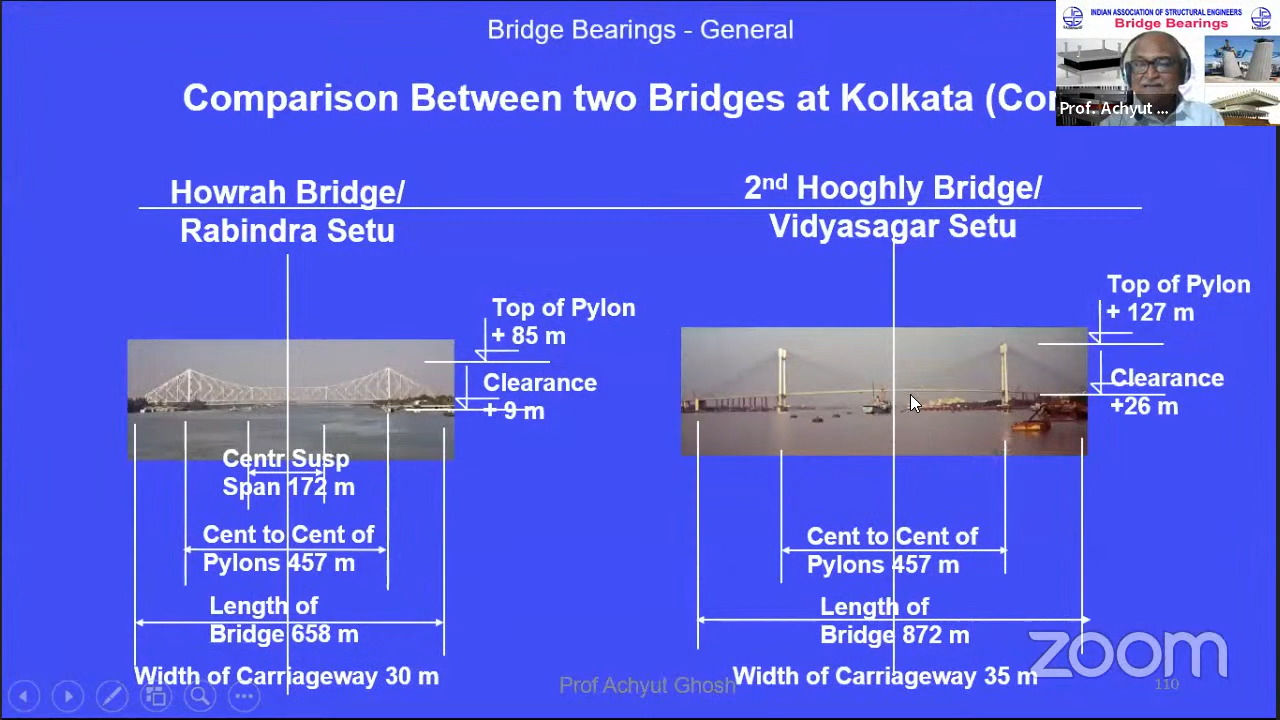 Bridge Bearings - General
INDIAN ASSOCIATION OF STRUCTURAL ENGINEERS
Bridge Bearings
Prof. Achyut ...
Comparison Between two Bridges at Kolkata (Con
Howrah Bridge/
Rabindra Setu
2nd Hooghly Bridge/
Vidyasagar Setu
Top of Pylon
+ 85 m
Clearance
+ 9 m
Top of Pylon
+ 127 m
Clearance
+26 m
Centr Susp
Span 172 m
Cent to Cent of
Pylons 457 m
Length of
Bridge 658 m
Width of Carriageway 30 m
Cent to Cent of
Pylons 457 m
Length of
Bridge 872 m
Width of Carriageway 35 m
Prof Achyut Ghosh
110
zoom